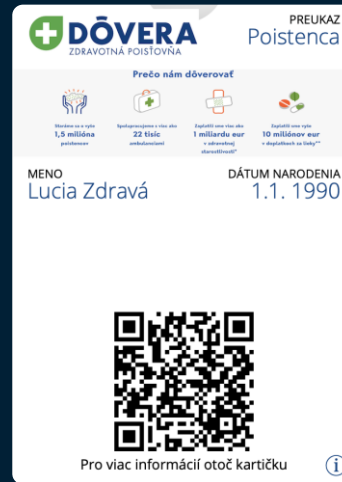 DÔVERA
ZDRAVOTNÁ POISŤOVŇA
PREUKAZ
Poistenca
Prečo nám dôverovať
Staráme sa o vyše
1,5 milióna
poistencov
Spolupracujeme s viac ako
22 tisíc
ambulanciami
Zaplatili sme viac ako
1 miliardu eur
v zdravotnej
starostlivosti*
Zaplatili sme vyše
10 miliónov eur
v doplatkoch za lieky**
MENO
Lucia Zdravá
DÁTUM NARODENIA
1.1. 1990
Pro viac informácií otoč kartičku